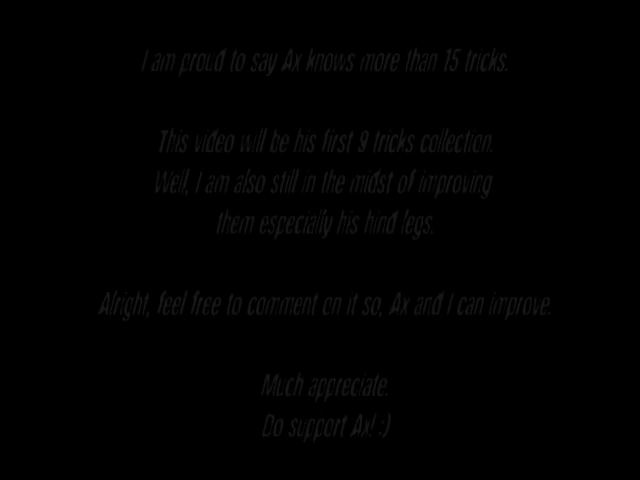 I am proud to say Ax knows more than 15 tricks.
This video will be his first 9 tricks collection.
Well, I am also still in the midst of improving
them especially his hind legs.
Alright, feel free to comment on it so, Ax and I can improve.
Much appreciate.
Do support Ax! :)